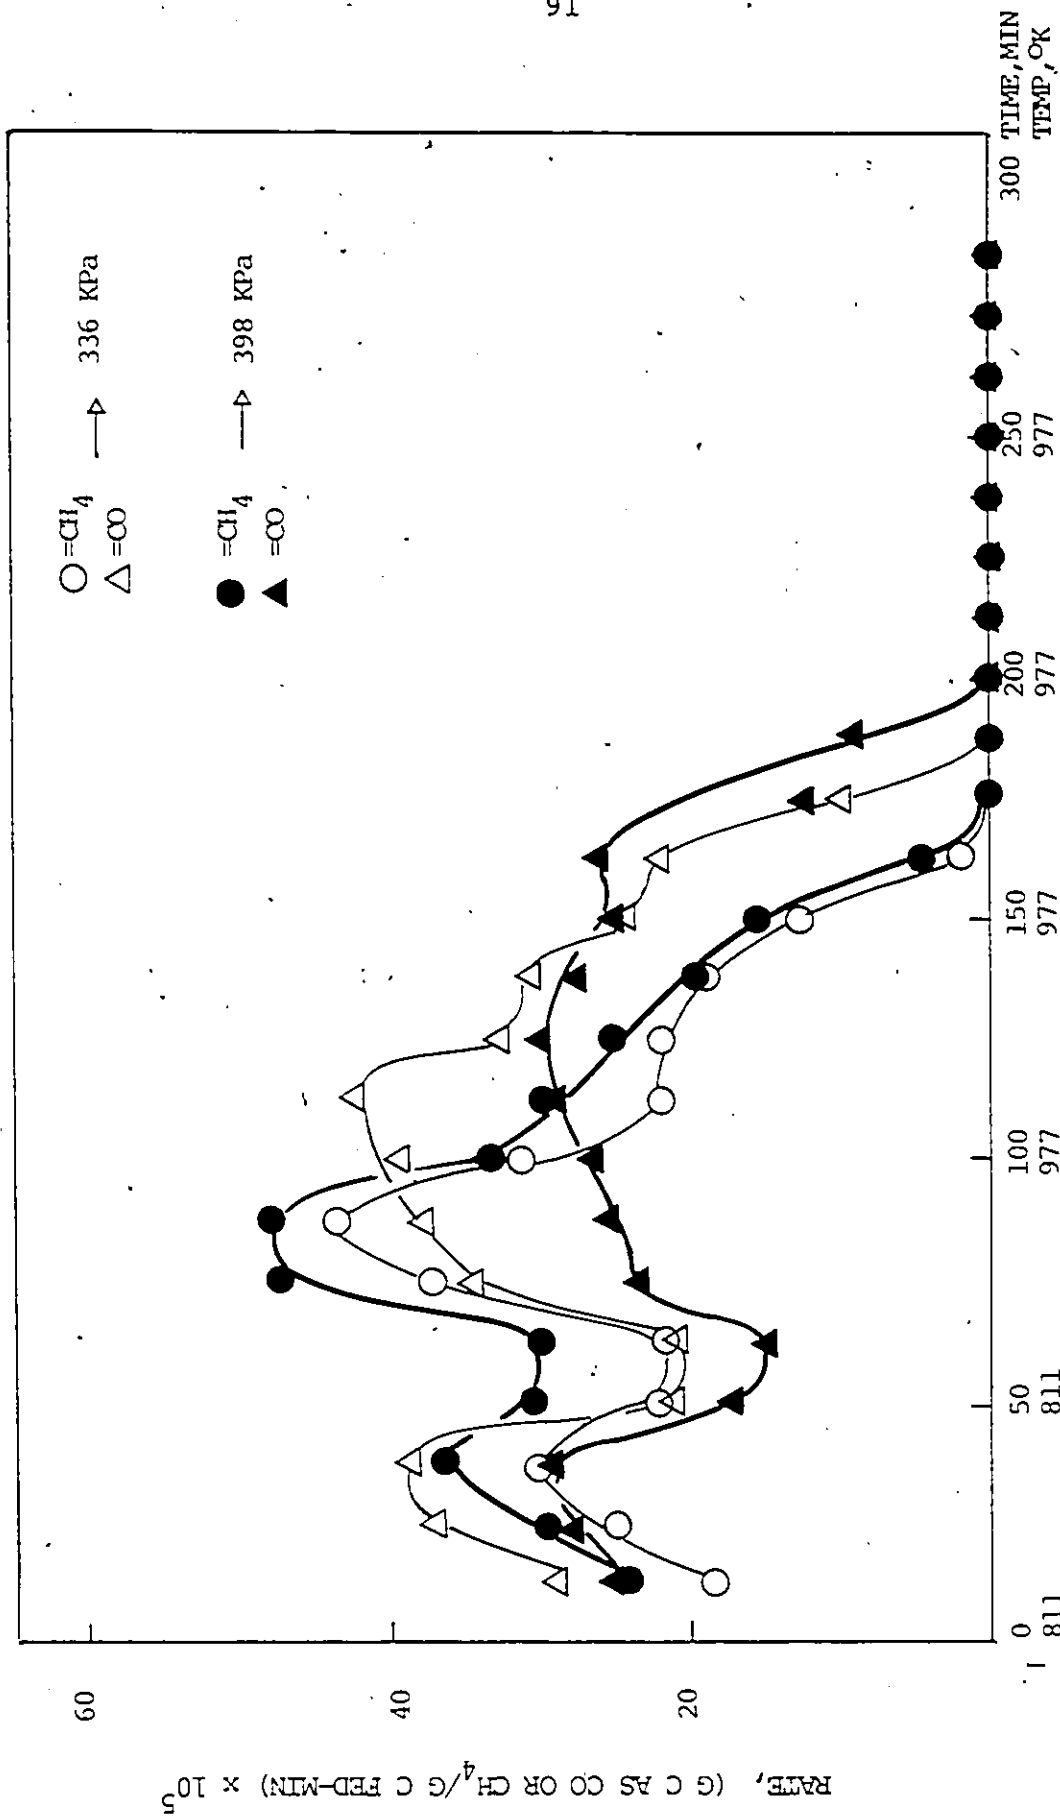 16
=CH4
=CO
336 KPa
=CH4
=CO
398 KPa
60
40
20
RATE, (G C AS CO OR CH4/G C FED-MIN) x 10^5
0 50 100 150 200 250 300 TIME, MIN
811 811 977 977 977 977 TEMP, °K